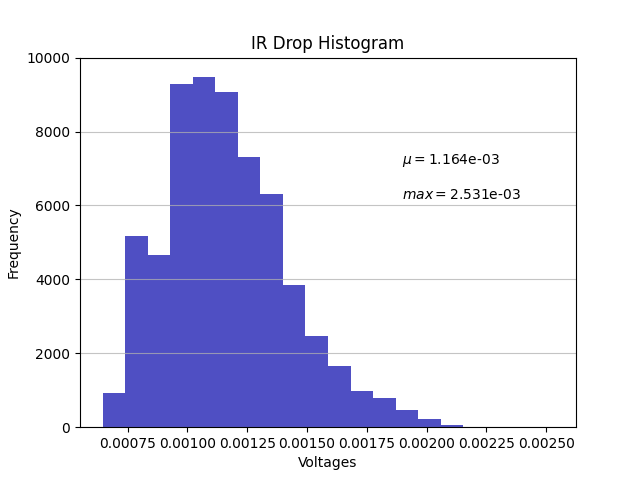 IR Drop Histogram
10000
8000
6000
4000
2000
0
Frequency
μ = 1.164e-03
max = 2.531e-03
0.00075 0.00100 0.00125 0.00150 0.00175 0.00200 0.00225 0.00250
Voltages